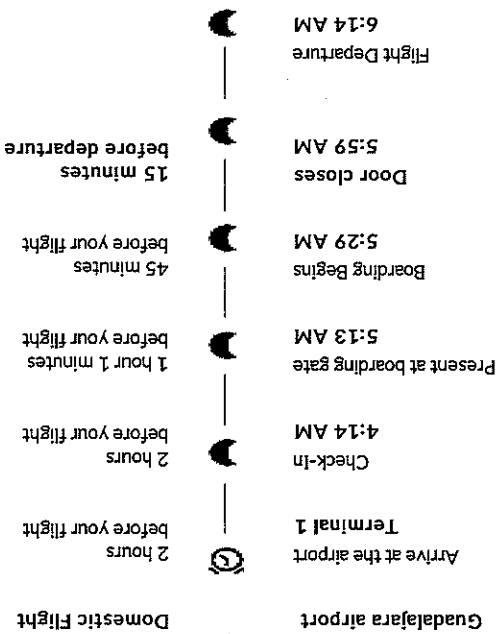 Guadalajara airport
Domestic Flight
Arrive at the airport
Terminal 1
2 hours
before your flight
Check-In
4:14 AM
2 hours
before your flight
Present at boarding gate
5:13 AM
1 hour 1 minutes
before your flight
Boarding Begins
5:29 AM
45 minutes
before your flight
Door closes
5:59 AM
15 minutes
before departure
Flight Departure
6:14 AM